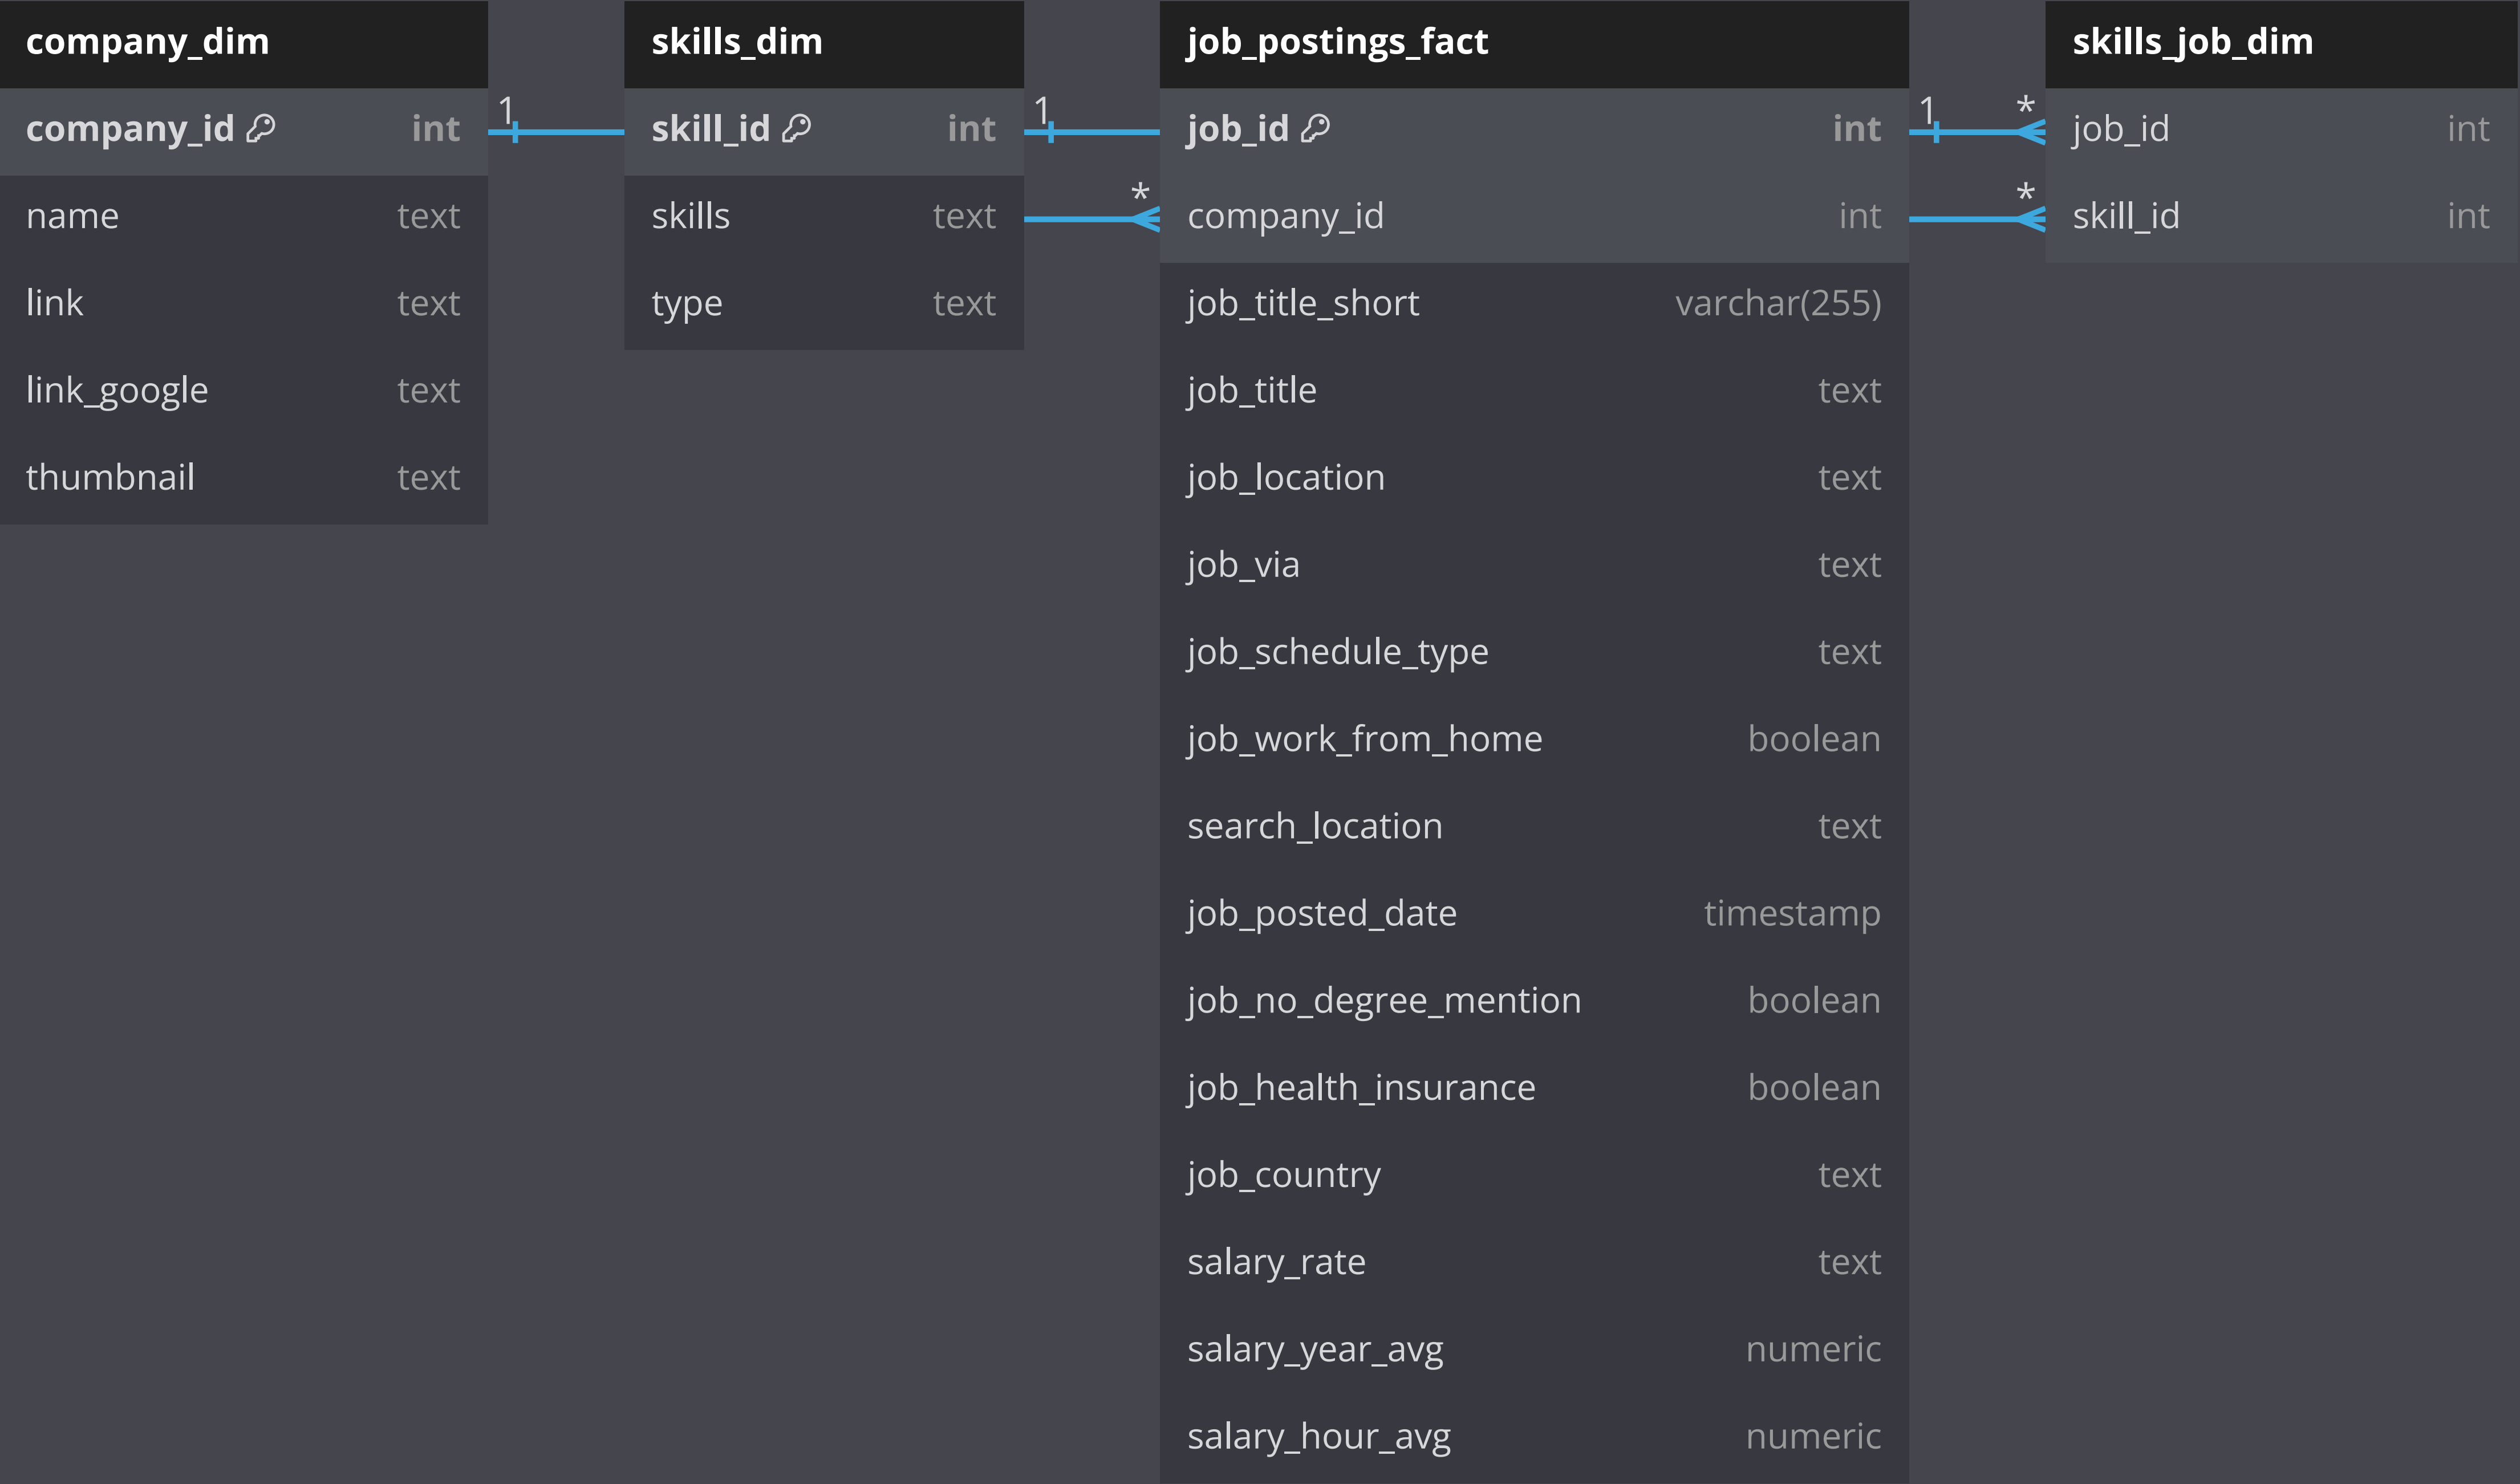 company_dim
company_id int
name text
link text
link_google text
thumbnail text
1
skills_dim
skill_id int
skills text
type text
1
*
job_postings_fact
job_id int
company_id int
job_title_short varchar(255)
job_title text
job_location text
job_via text
job_schedule_type text
job_work_from_home boolean
search_location text
job_posted_date timestamp
job_no_degree_mention boolean
job_health_insurance boolean
job_country text
salary_rate text
salary_year_avg numeric
salary_hour_avg numeric
1 *
*
skills_job_dim
job_id int
skill_id int